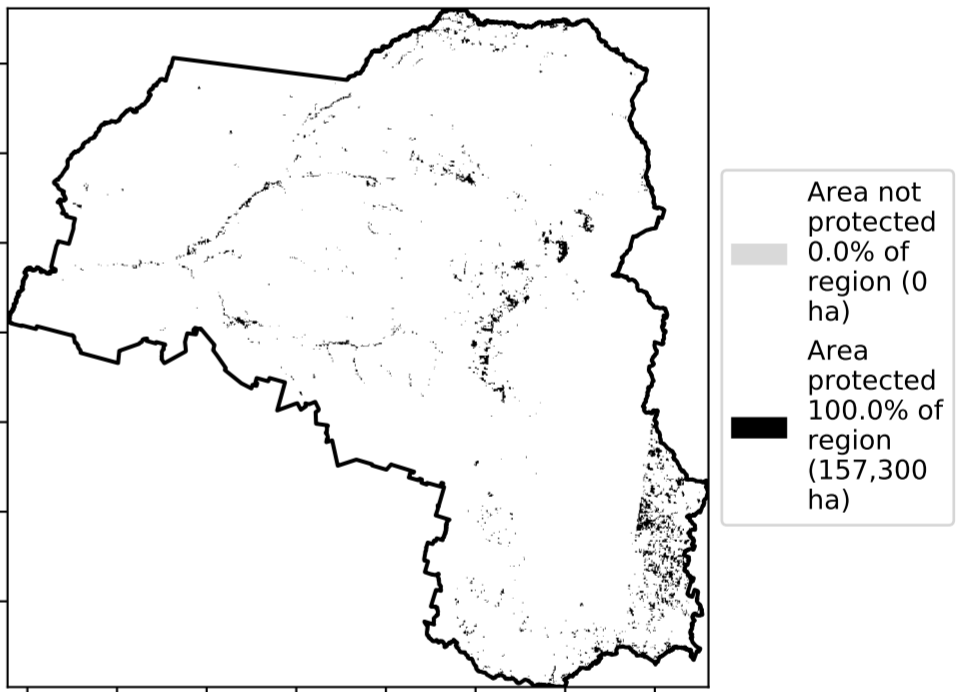 Area not
protected
0.0% of
region (0
ha)
Area
protected
100.0% of
region
(157,300
ha)